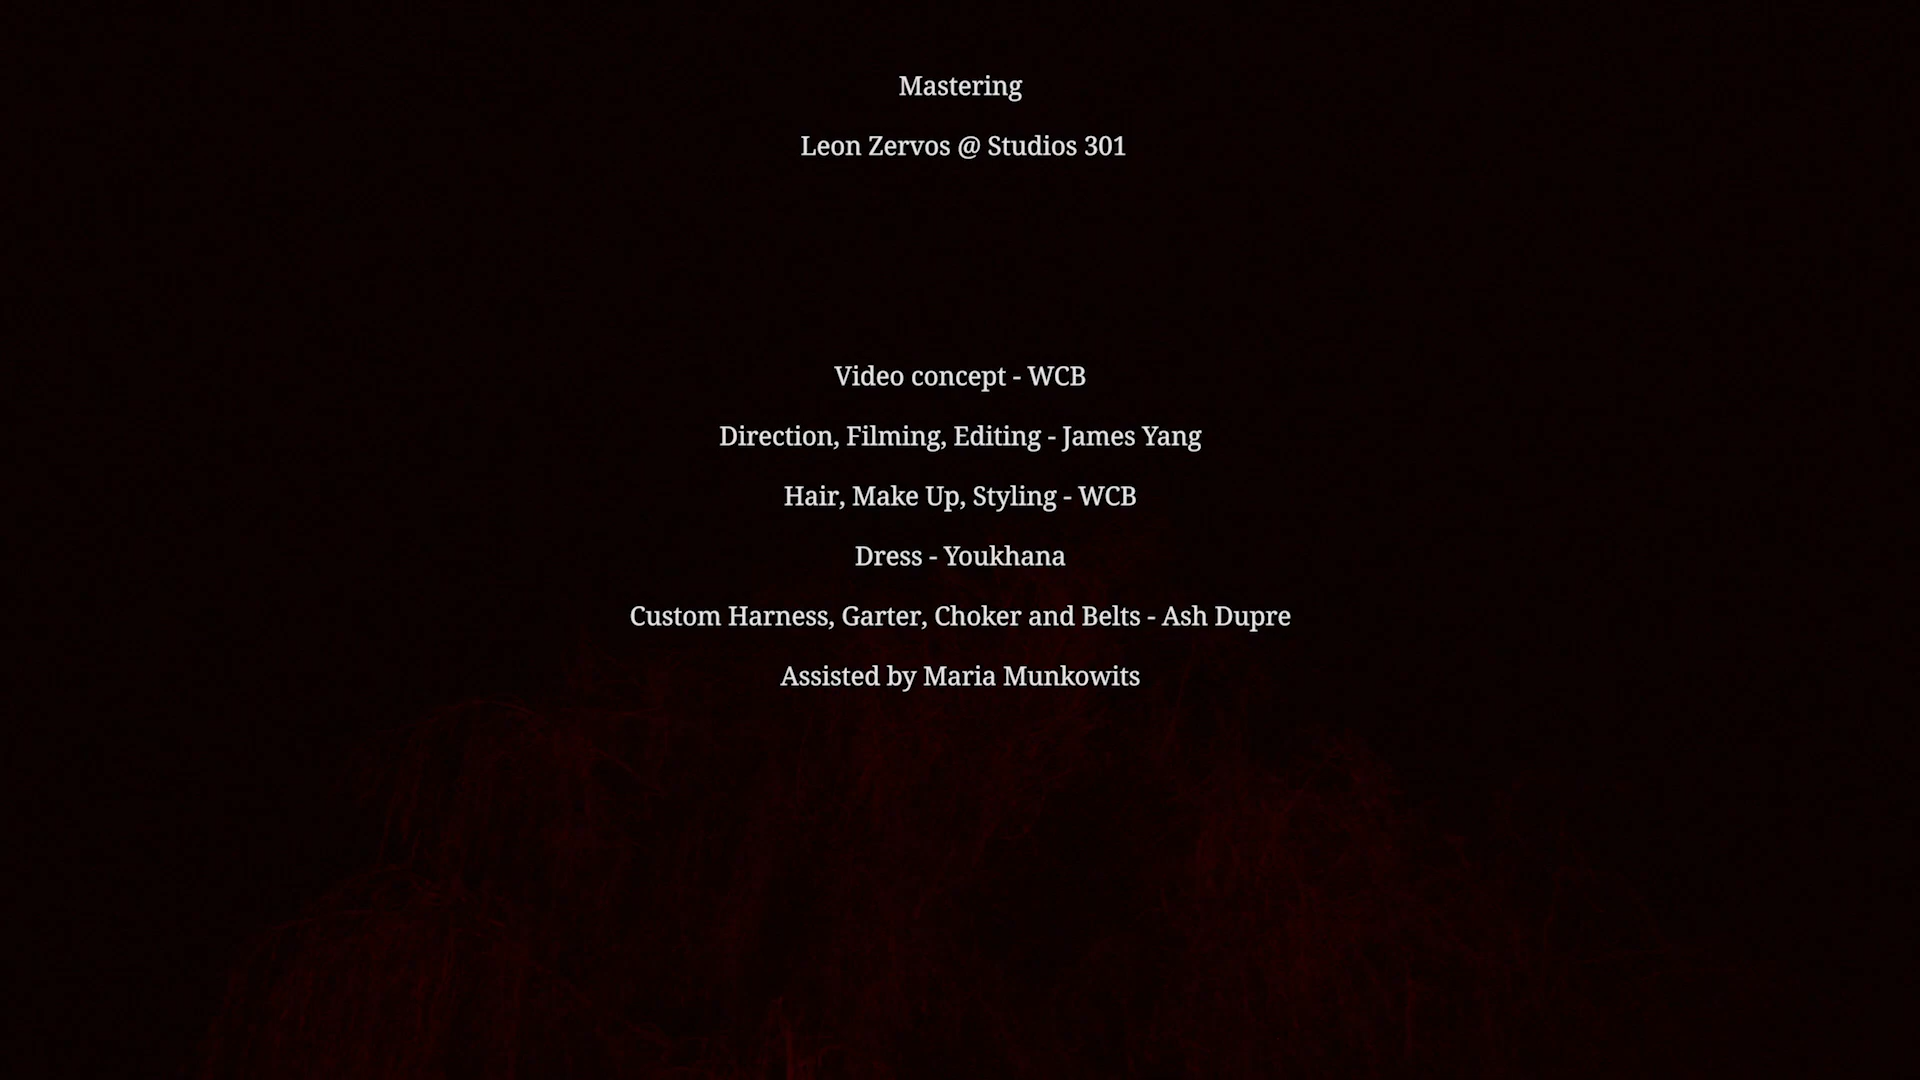 Mastering
Leon Zervos @ Studios 301
Video concept - WCB
Direction, Filming, Editing - James Yang
Hair, Make Up, Styling - WCB
Dress - Youkhana
Custom Harness, Garter, Choker and Belts - Ash Dupre
Assisted by Maria Munkowits